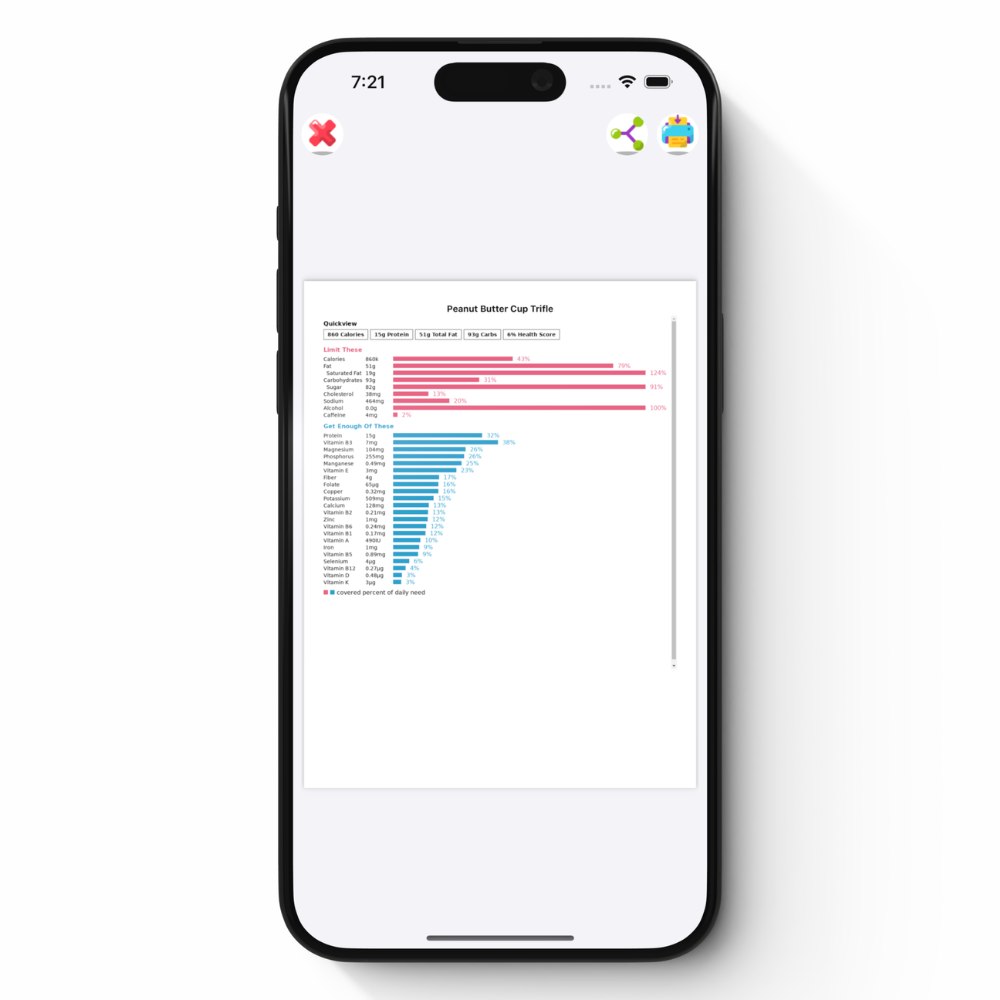 7:21
Peanut Butter Cup Trifle
Quickview
860 Calories 15g Protein 51g Total Fat 93g Carbs 6% Health Score
Limit These
Calories 860k 43%
Fat 51g 79%
Saturated Fat 19g 124%
Carbohydrates 93g 31%
Sugar 82g 91%
Cholesterol 38mg 13%
Sodium 464mg 20%
Alcohol 0.0g 100%
Caffeine 4mg 2%
Get Enough Of These
Protein 15g 32%
Vitamin B3 7mg 38%
Magnesium 104mg 26%
Phosphorus 255mg 26%
Manganese 0.49mg 25%
Vitamin E 3mg 23%
Fiber 4g 17%
Folate 65µg 16%
Copper 0.32mg 16%
Potassium 509mg 15%
Calcium 128mg 13%
Vitamin B2 0.21mg 13%
Zinc 1mg 12%
Vitamin B6 0.24mg 12%
Vitamin B1 0.17mg 12%
Vitamin A 490IU 10%
Iron 1mg 9%
Vitamin B5 0.89mg 9%
Selenium 4µg 6%
Vitamin B12 0.27µg 4%
Vitamin D 0.48µg 3%
Vitamin K 3µg 3%
covered percent of daily need